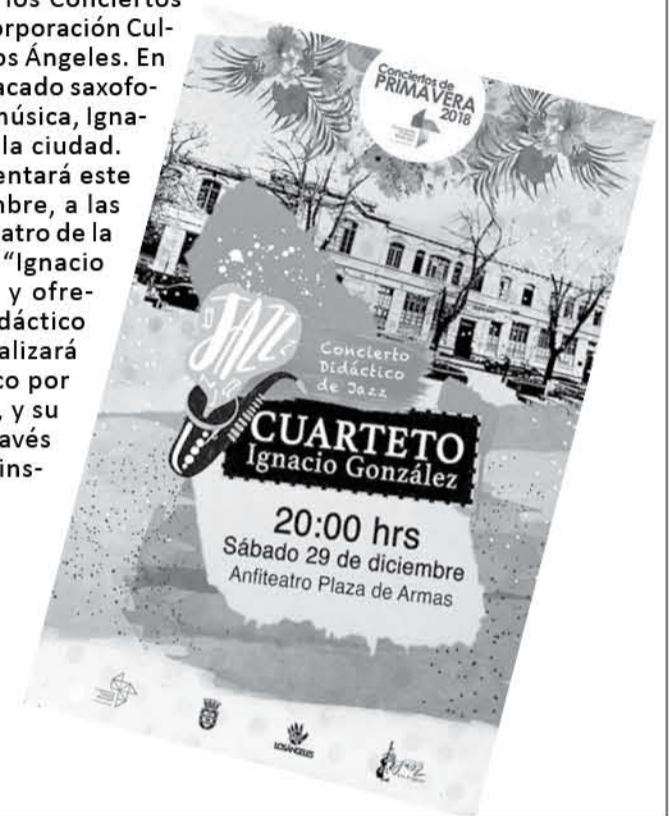 los Conciertos
orporación Cul-
os Ángeles. En
acado saxofo-
música, Igna-
la ciudad.
entará este
mbre, a las
atro de la
“Ignacio
y ofre-
dáctico
alizará
co por
, y su
avés
ins-
Conciertos de
PRIMAVERA
2018
JAZZ
Concierto
Didáctico
de Jazz
CUARTETO
Ignacio González
20:00 hrs
Sábado 29 de diciembre
Anfiteatro Plaza de Armas
LOS ÁNGELES